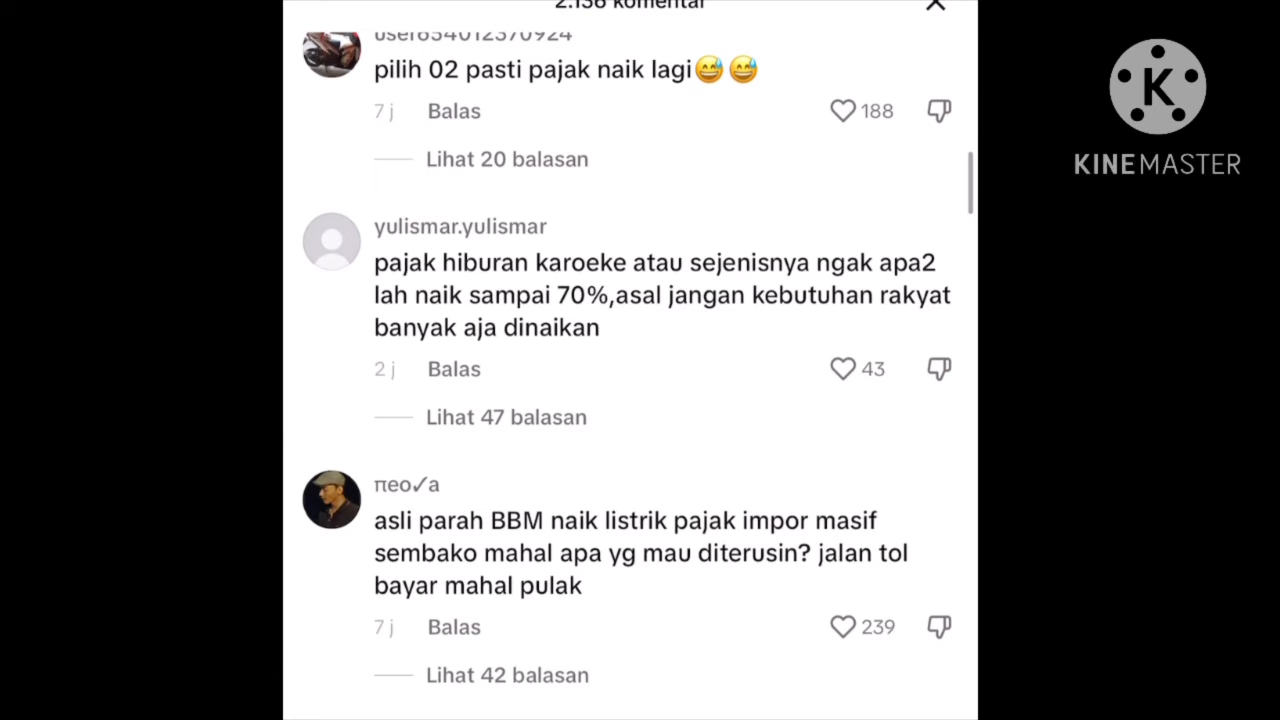 2.136 komentar
user654012370924
pilih 02 pasti pajak naik lagi😅😅
7 j Balas 188
Lihat 20 balasan
yulismar.yulismar
pajak hiburan karoeke atau sejenisnya ngak apa2
lah naik sampai 70%,asal jangan kebutuhan rakyat
banyak aja dinaikan
2 j Balas 43
Lihat 47 balasan
πeo✓a
asli parah BBM naik listrik pajak impor masif
sembako mahal apa yg mau diterusin? jalan tol
bayar mahal pulak
7 j Balas 239
Lihat 42 balasan
K
KINEMASTER